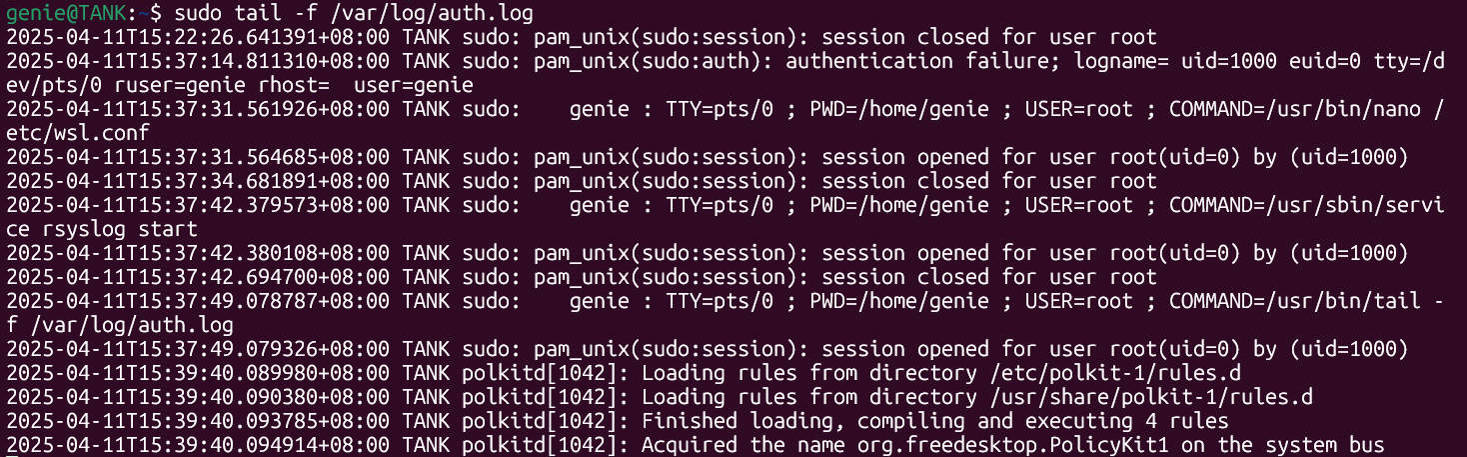 genie@TANK:~$ sudo tail -f /var/log/auth.log
2025-04-11T15:22:26.641391+08:00 TANK sudo: pam_unix(sudo:session): session closed for user root
2025-04-11T15:37:14.811310+08:00 TANK sudo: pam_unix(sudo:auth): authentication failure; logname= uid=1000 euid=0 tty=/d
ev/pts/0 ruser=genie rhost=  user=genie
2025-04-11T15:37:31.561926+08:00 TANK sudo:    genie : TTY=pts/0 ; PWD=/home/genie ; USER=root ; COMMAND=/usr/bin/nano /
etc/wsl.conf
2025-04-11T15:37:31.564685+08:00 TANK sudo: pam_unix(sudo:session): session opened for user root(uid=0) by (uid=1000)
2025-04-11T15:37:34.681891+08:00 TANK sudo: pam_unix(sudo:session): session closed for user root
2025-04-11T15:37:42.379573+08:00 TANK sudo:    genie : TTY=pts/0 ; PWD=/home/genie ; USER=root ; COMMAND=/usr/sbin/servi
ce rsyslog start
2025-04-11T15:37:42.380108+08:00 TANK sudo: pam_unix(sudo:session): session opened for user root(uid=0) by (uid=1000)
2025-04-11T15:37:42.694700+08:00 TANK sudo: pam_unix(sudo:session): session closed for user root
2025-04-11T15:37:49.078787+08:00 TANK sudo:    genie : TTY=pts/0 ; PWD=/home/genie ; USER=root ; COMMAND=/usr/bin/tail -
f /var/log/auth.log
2025-04-11T15:37:49.079326+08:00 TANK sudo: pam_unix(sudo:session): session opened for user root(uid=0) by (uid=1000)
2025-04-11T15:39:40.089980+08:00 TANK polkitd[1042]: Loading rules from directory /etc/polkit-1/rules.d
2025-04-11T15:39:40.090380+08:00 TANK polkitd[1042]: Loading rules from directory /usr/share/polkit-1/rules.d
2025-04-11T15:39:40.093785+08:00 TANK polkitd[1042]: Finished loading, compiling and executing 4 rules
2025-04-11T15:39:40.094914+08:00 TANK polkitd[1042]: Acquired the name org.freedesktop.PolicyKit1 on the system bus